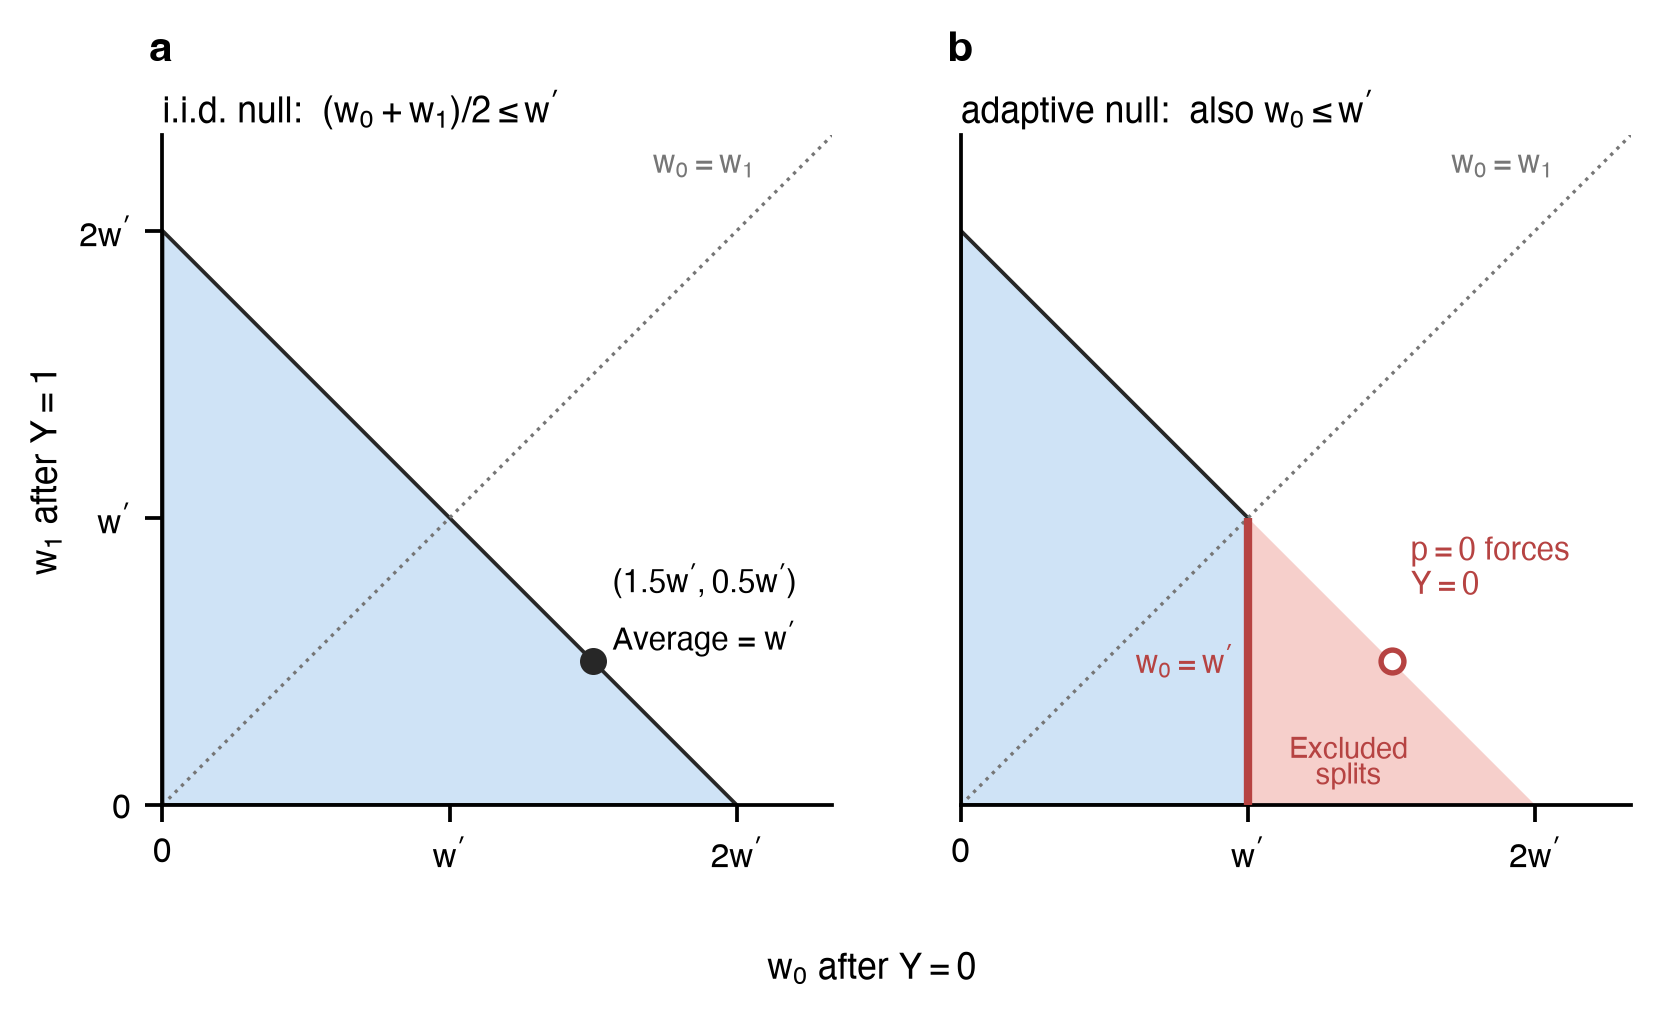 a
i.i.d. null: (w₀ + w₁)/2 ≤ w′
w₀ = w₁
2w′
w′
0
w₁ after Y = 1
(1.5w′, 0.5w′)
Average = w′
0
w′
2w′
b
adaptive null: also w₀ ≤ w′
w₀ = w₁
p = 0 forces
Y = 0
w₀ = w′
Excluded
splits
0
w′
2w′
w₀ after Y = 0